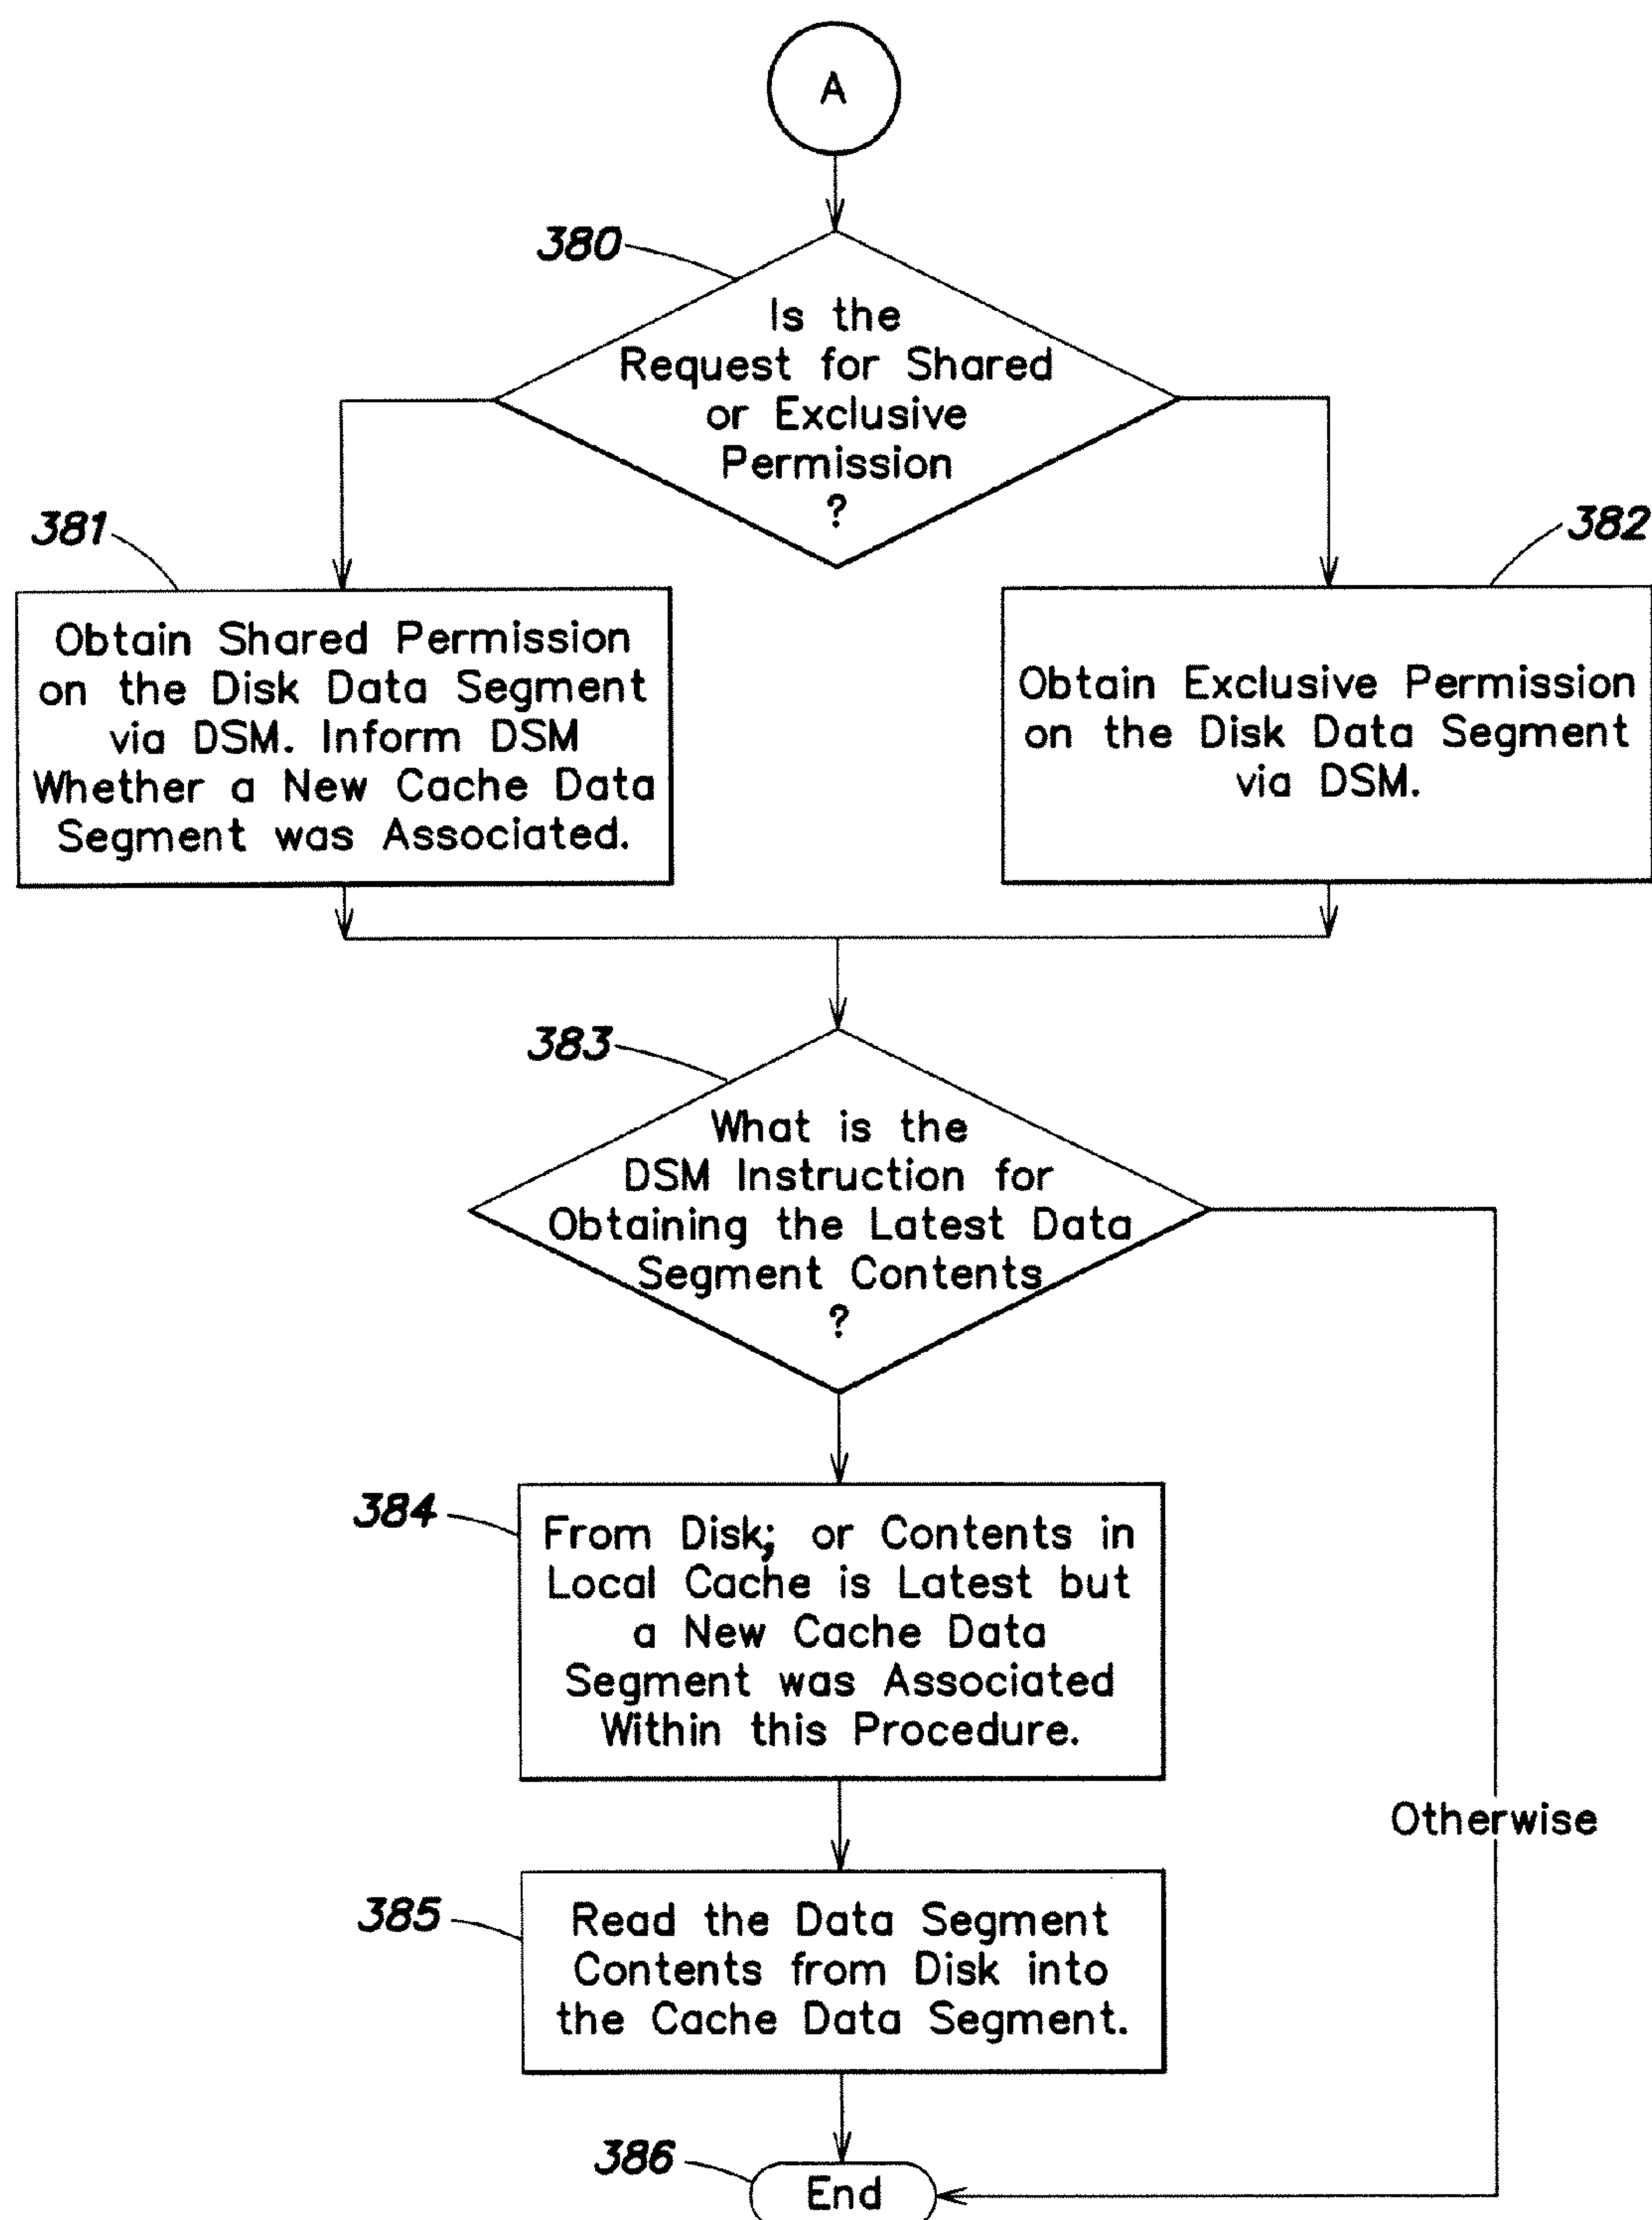 A
380
Is the
Request for Shared
or Exclusive
Permission
?
381
Obtain Shared Permission
on the Disk Data Segment
via DSM. Inform DSM
Whether a New Cache Data
Segment was Associated.
382
Obtain Exclusive Permission
on the Disk Data Segment
via DSM.
383
What is the
DSM Instruction for
Obtaining the Latest Data
Segment Contents
?
384
From Disk; or Contents in
Local Cache is Latest but
a New Cache Data
Segment was Associated
Within this Procedure.
Otherwise
385
Read the Data Segment
Contents from Disk into
the Cache Data Segment.
386
End